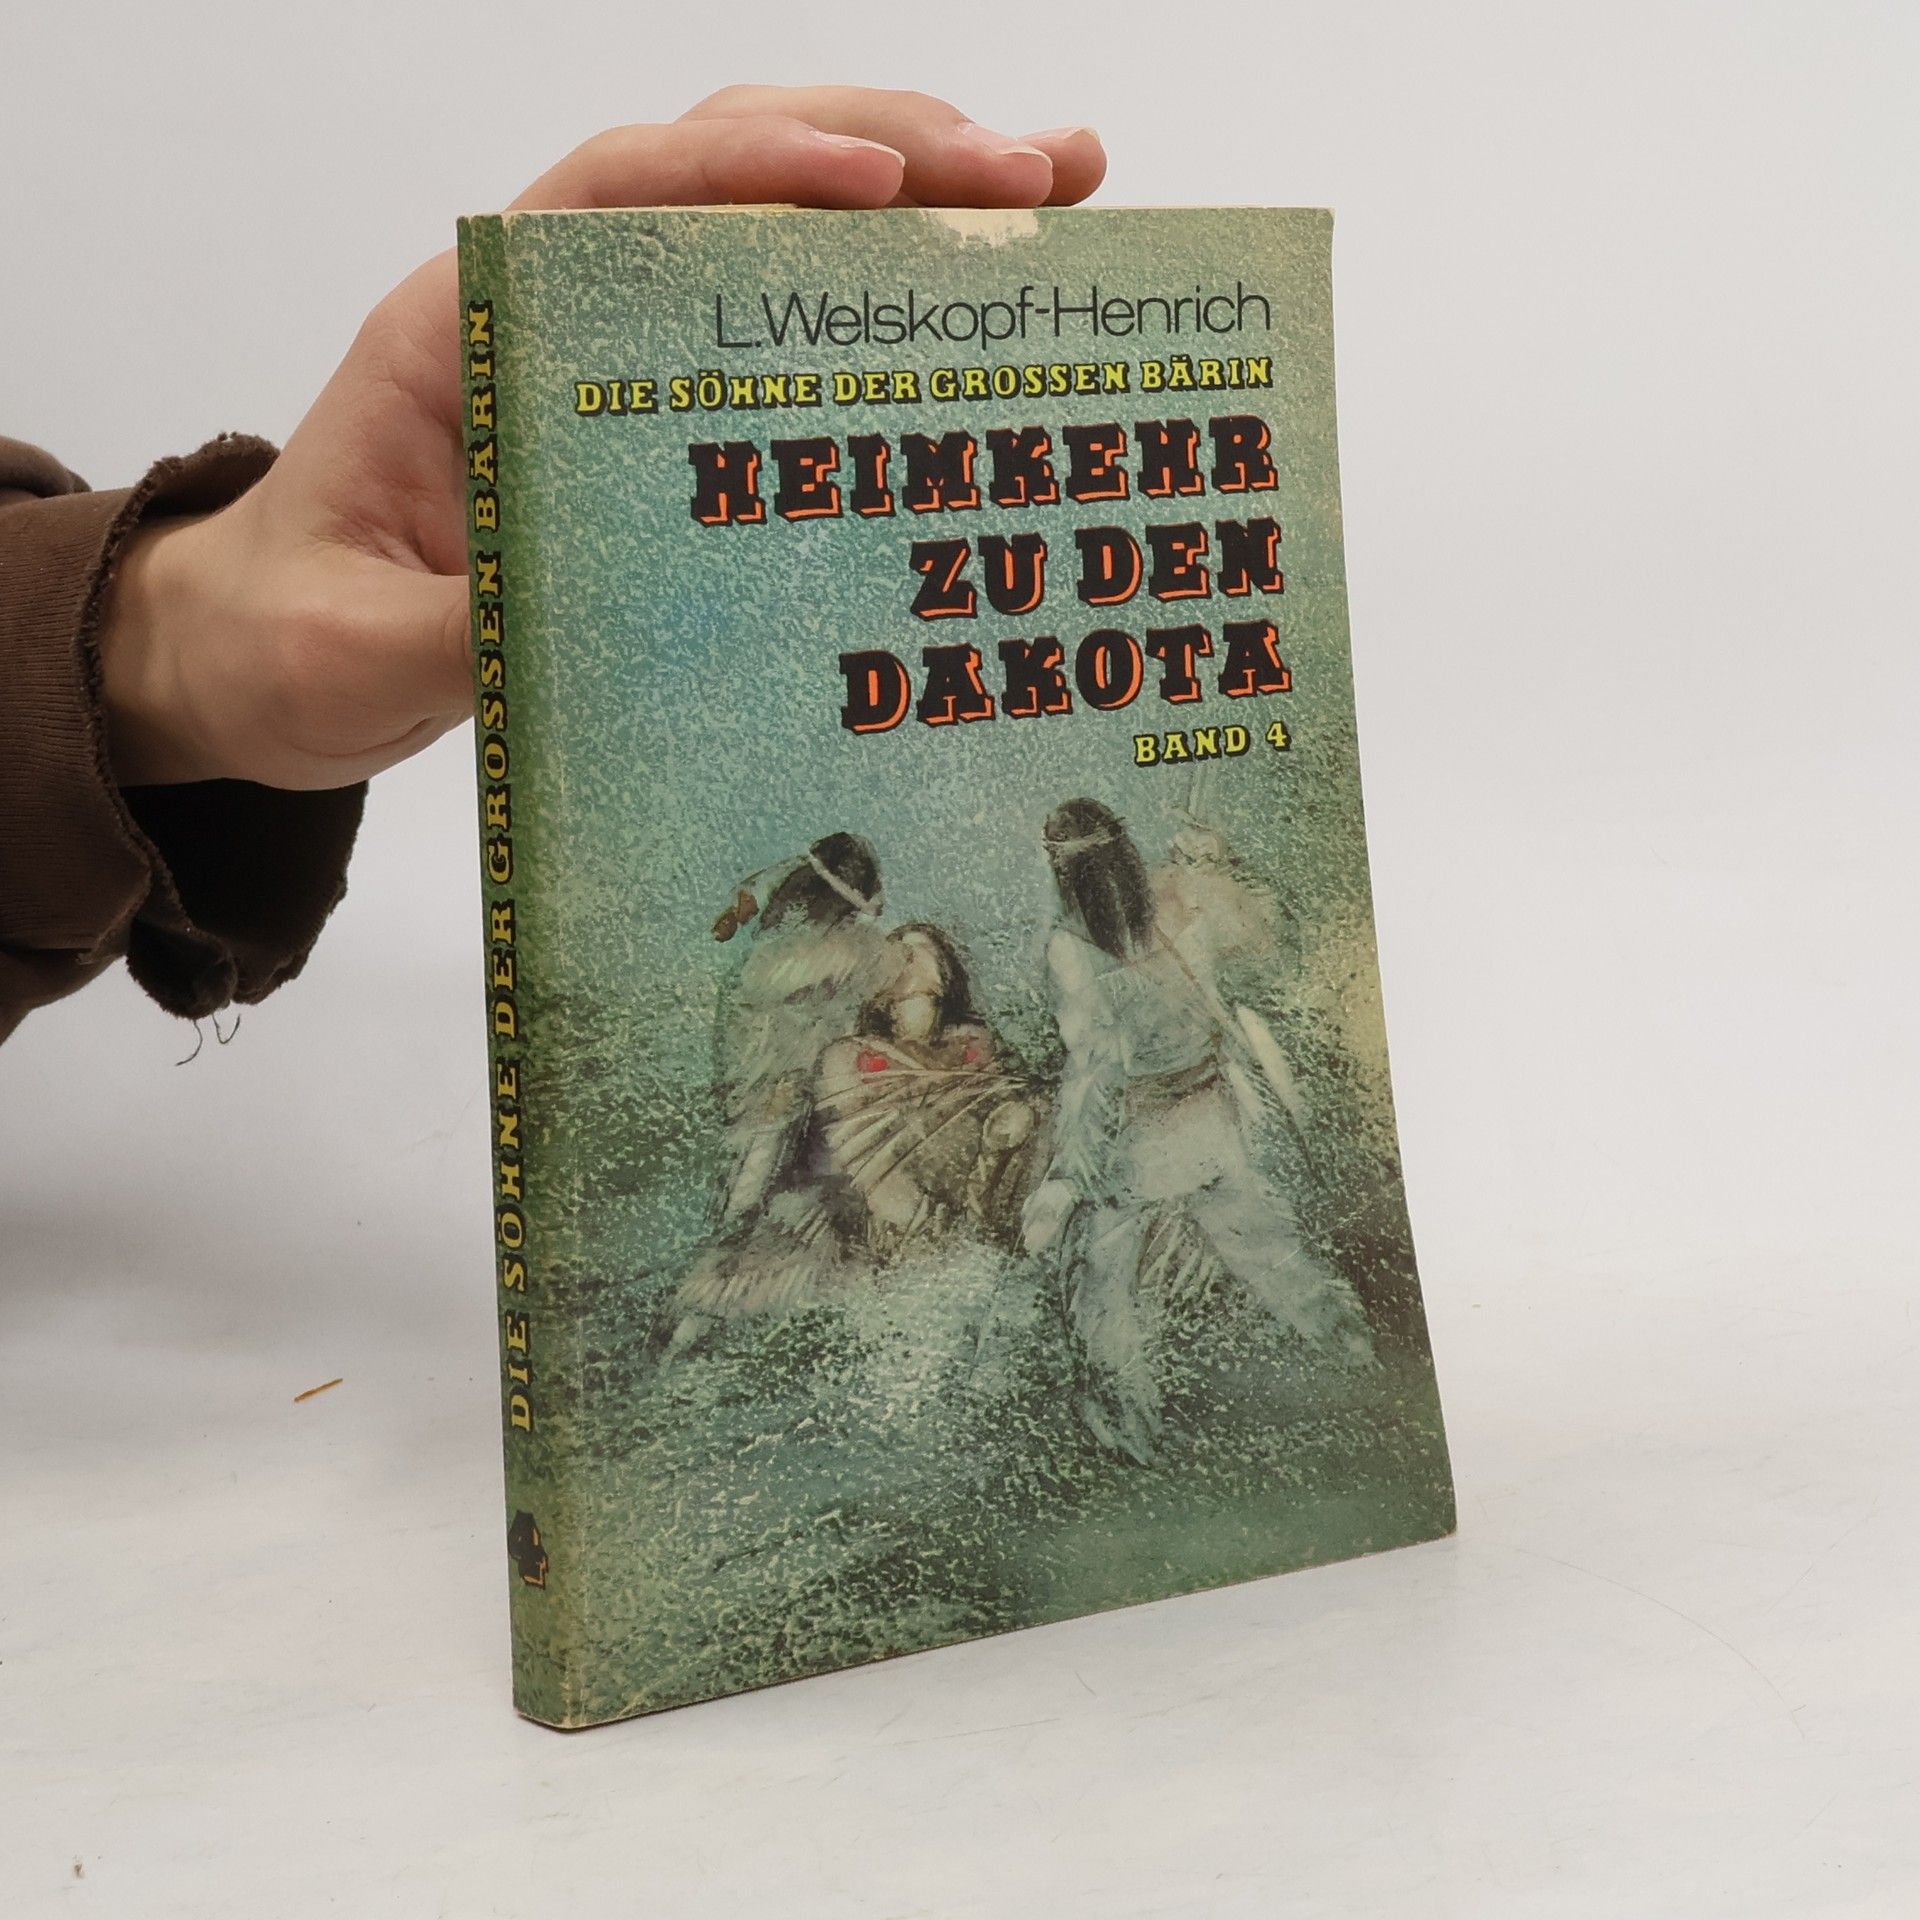 L.Welskopf-Henrich
DIE SÖHNE DER GROSSEN BÄRIN
HEIMKEHR
ZU DEN
DAKOTA
BAND 4
DIE SÖHNE DER GROSSEN BÄRIN
4